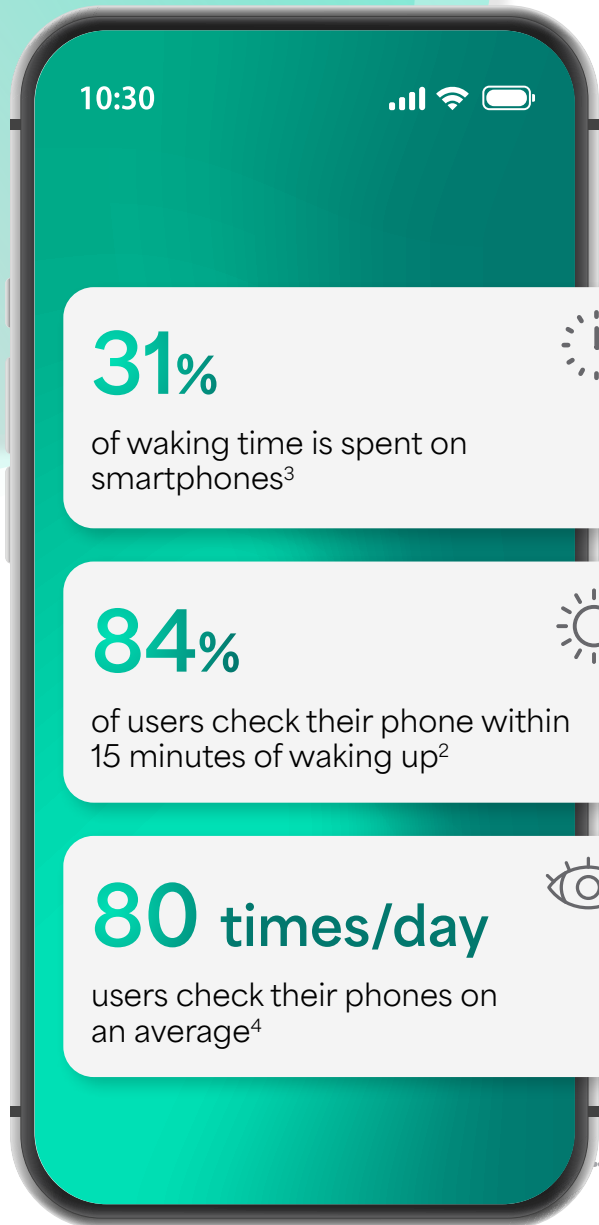 10:30
31%
of waking time is spent on
smartphones³
84%
of users check their phone within
15 minutes of waking up²
80 times/day
users check their phones on
an average⁴